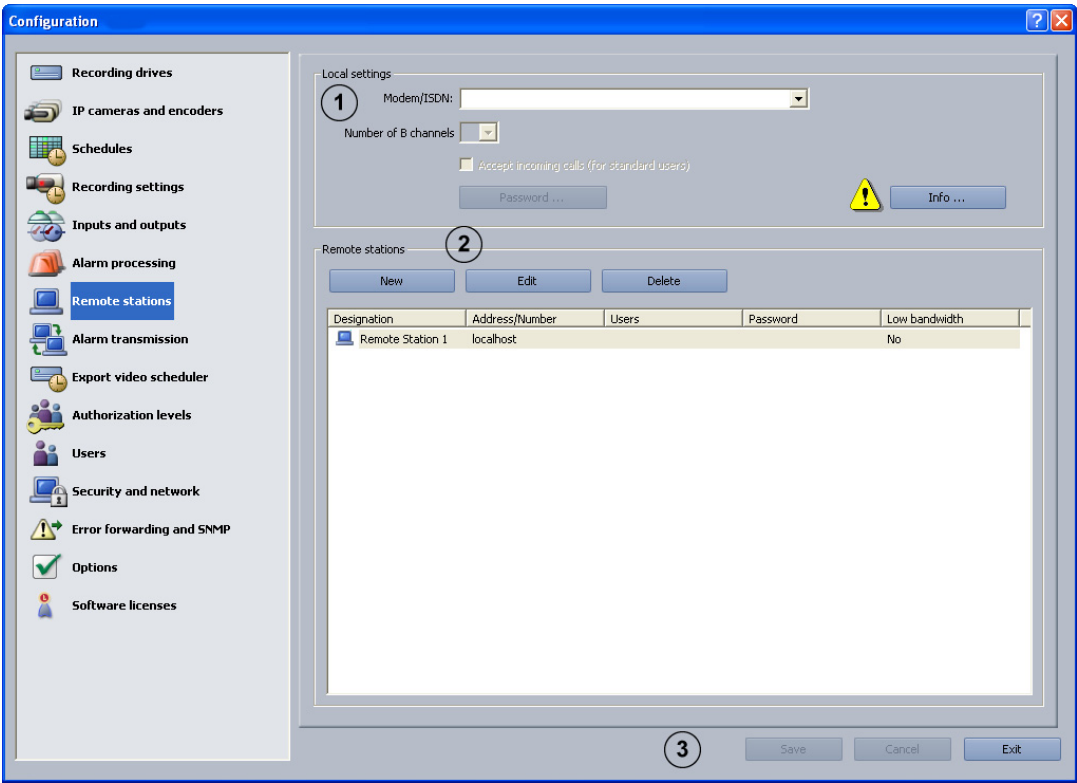 Configuration
Recording drives
IP cameras and encoders
Schedules
Recording settings
Inputs and outputs
Alarm processing
Remote stations
Alarm transmission
Export video scheduler
Authorization levels
Users
Security and network
Error forwarding and SNMP
Options
Software licenses
Local settings
1
Modem/ISDN:
Number of B channels
Accept incoming calls (for standard users)
Password ...
Info ...
2
Remote stations
New Edit Delete
Designation Address/Number Users Password Low bandwidth
Remote Station 1 localhost No
3
Save Cancel Exit